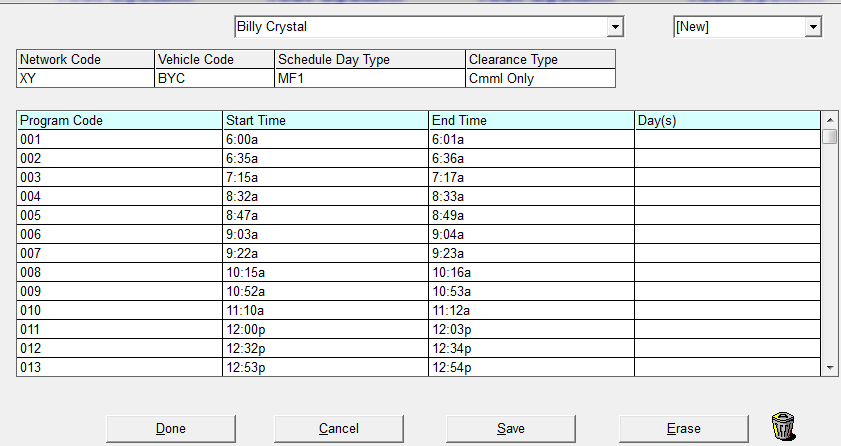 Billy Crystal [New]
Network Code Vehicle Code Schedule Day Type Clearance Type
XY BYC MF1 Cmml Only
Program Code Start Time End Time Day(s)
001 6:00a 6:01a
002 6:35a 6:36a
003 7:15a 7:17a
004 8:32a 8:33a
005 8:47a 8:49a
006 9:03a 9:04a
007 9:22a 9:23a
008 10:15a 10:16a
009 10:52a 10:53a
010 11:10a 11:12a
011 12:00p 12:03p
012 12:32p 12:34p
013 12:53p 12:54p
Done Cancel Save Erase